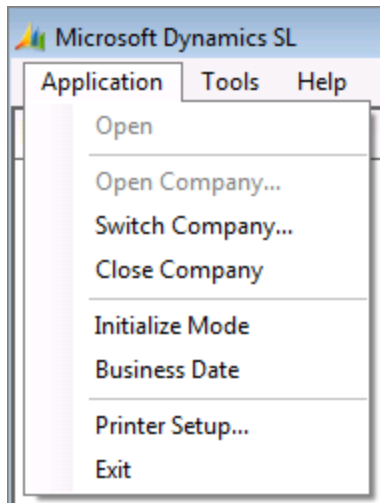 Microsoft Dynamics SL
Application Tools Help
Open
Open Company...
Switch Company...
Close Company
Initialize Mode
Business Date
Printer Setup...
Exit